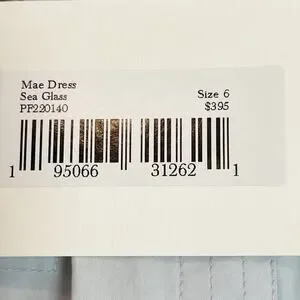 Mae Dress
Sea Glass
PF220140
Size 6
$395
1 95066 31262 1